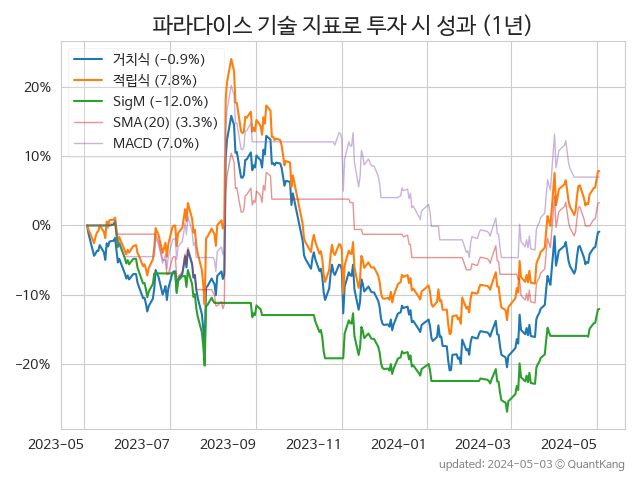 파라다이스 기술 지표로 투자 시 성과 (1년)
거치식 (−0.9%)
적립식 (7.8%)
SigM (−12.0%)
SMA(20) (3.3%)
MACD (7.0%)
20%
10%
0%
−10%
−20%
2023-05 2023-07 2023-09 2023-11 2024-01 2024-03 2024-05
updated: 2024-05-03 ⓒ QuantKang